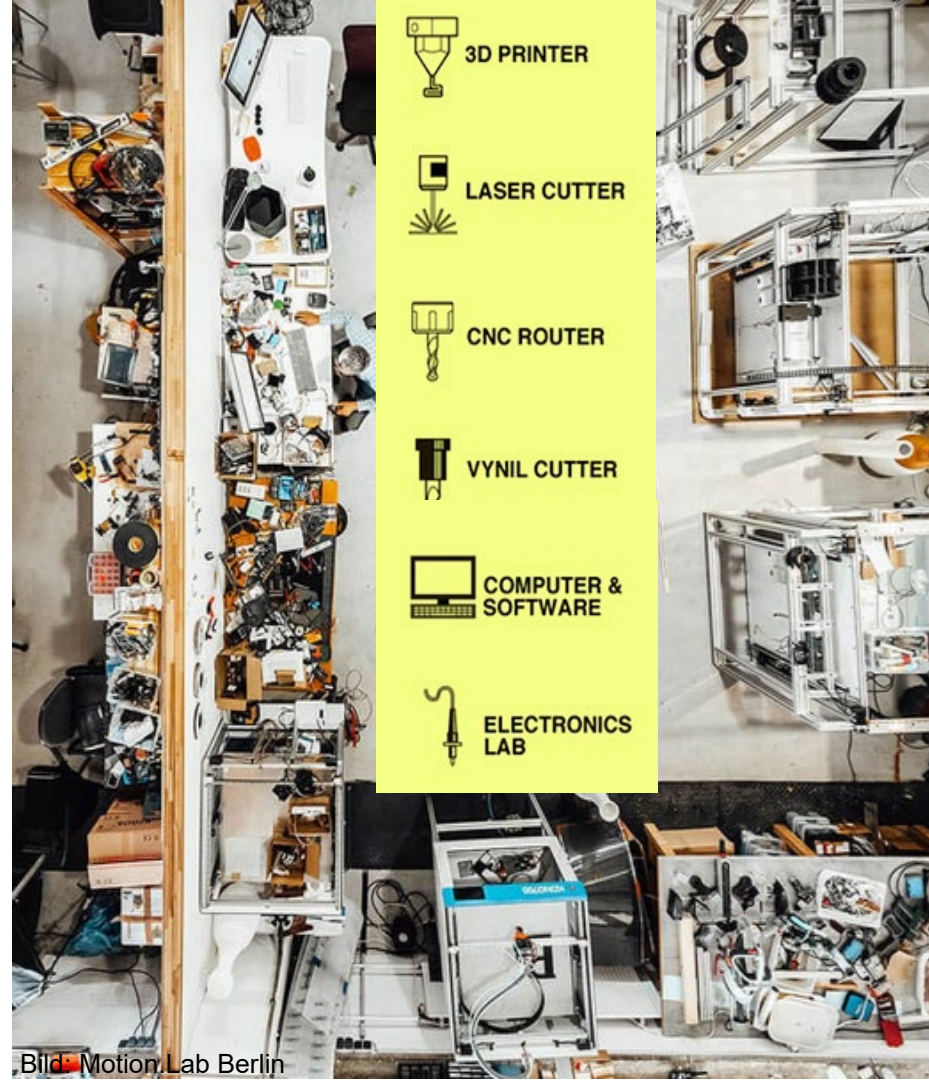 3D PRINTER
LASER CUTTER
CNC ROUTER
VYNIL CUTTER
COMPUTER &
SOFTWARE
ELECTRONICS
LAB
Bild: Motion.Lab Berlin